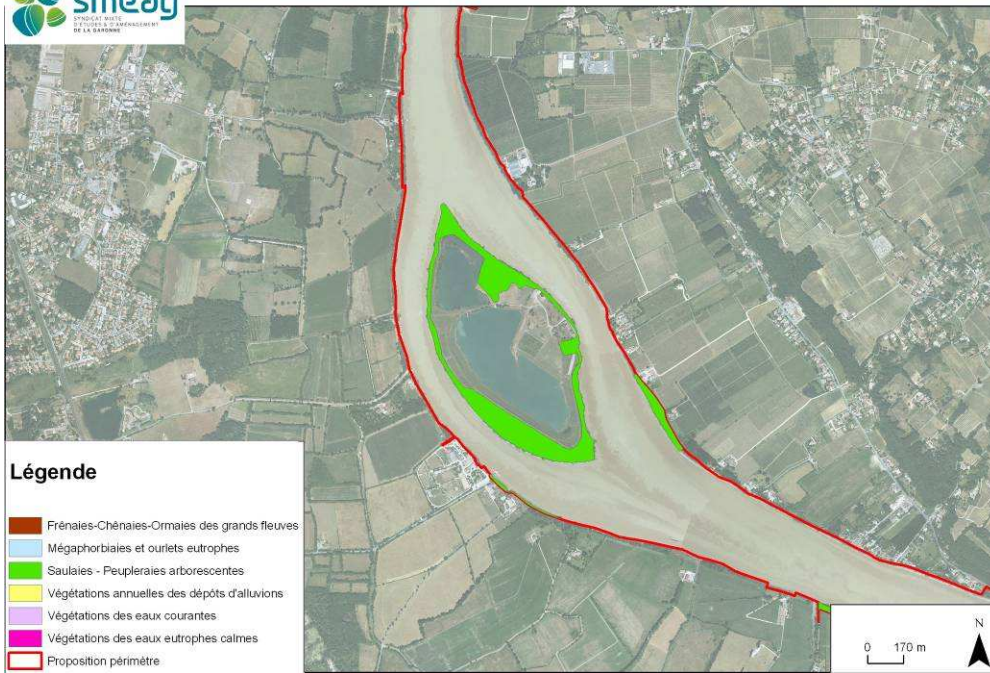 smeag
SYNDICAT MIXTE
D'ÉTUDES & D'AMÉNAGEMENT
DE LA GARONNE
Légende
Frênaies-Chênaies-Ormaies des grands fleuves
Mégaphorbiaies et ourlets eutrophes
Saulaies - Peupleraies arborescentes
Végétations annuelles des dépôts d'alluvions
Végétations des eaux courantes
Végétations des eaux eutrophes calmes
Proposition périmètre
N
0 170 m